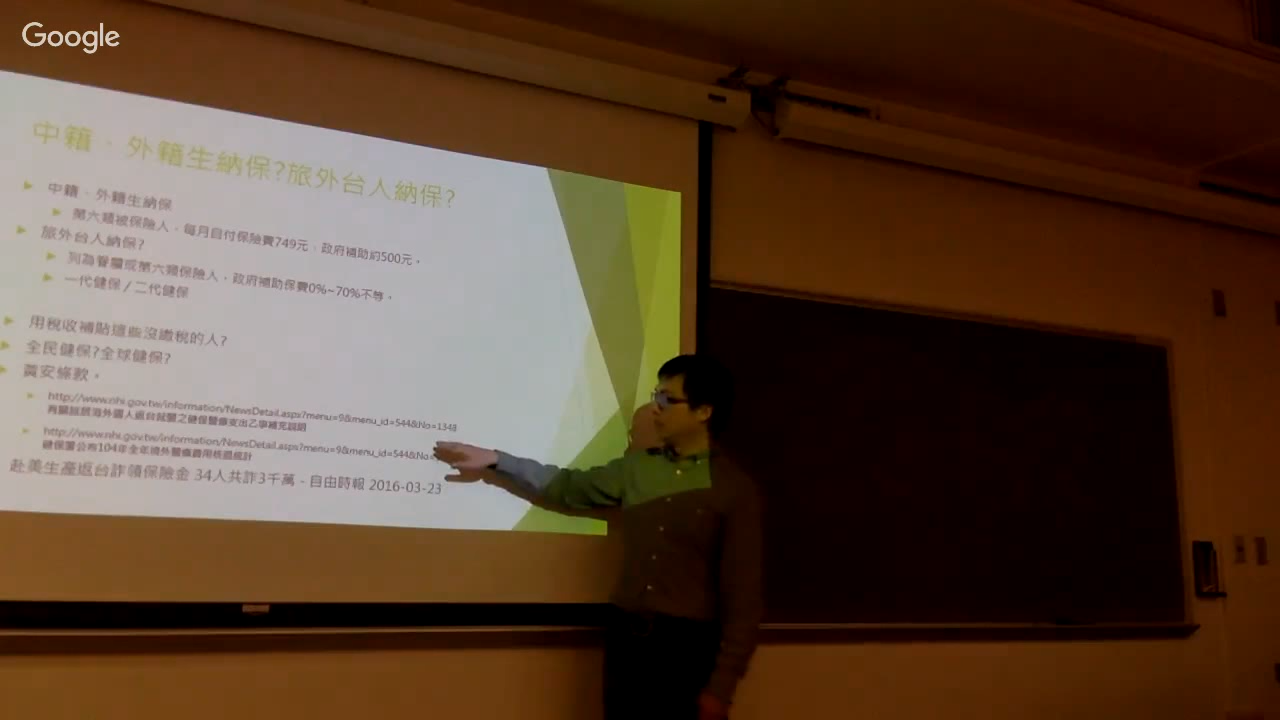 Google
中籍、外籍生納保?旅外台人納保?
中籍、外籍生納保
第六類被保險人，每月自付保險費749元，政府補助約500元。
旅外台人納保?
列為眷屬或第六類保險人，政府補助保費0%~70%不等。
一代健保 / 二代健保
用稅收補貼這些沒繳稅的人?
全民健保?全球健保?
黃安條款。
http://www.nhi.gov.tw/information/NewsDetail.aspx?menu=9&menu_id=544&No=1348
有關旅居海外國人返台就醫之健保醫療支出乙事補充說明
http://www.nhi.gov.tw/information/NewsDetail.aspx?menu=9&menu_id=544&No=
健保署公布104年全年境外醫療費用核退統計
赴美生產返台詐領保險金 34人共詐3千萬 - 自由時報 2016-03-23